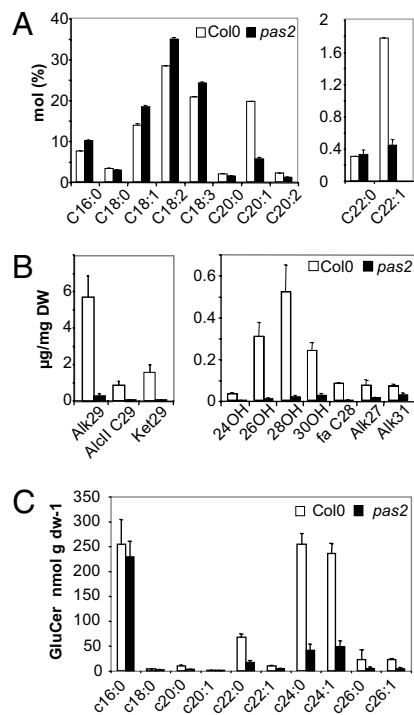 A
Col0 pas2
mol (%)
40
30
20
10
0
C16:0 C18:0 C18:1 C18:2 C18:3 C20:0 C20:1 C20:2
2
1.6
1.2
0.8
0.4
0
C22:0 C22:1
B
Col0 pas2
µg/mg DW
6
4
2
0
Alk29 AlcII C29 Ket29
0.6
0.4
0.2
0
24OH 26OH 28OH 30OH fa C28 Alk27 Alk31
C
Col0 pas2
GluCer nmol g dw-1
350
300
250
200
150
100
50
0
c16:0 c18:0 c20:0 c20:1 c22:0 c22:1 c24:0 c24:1 c26:0 c26:1